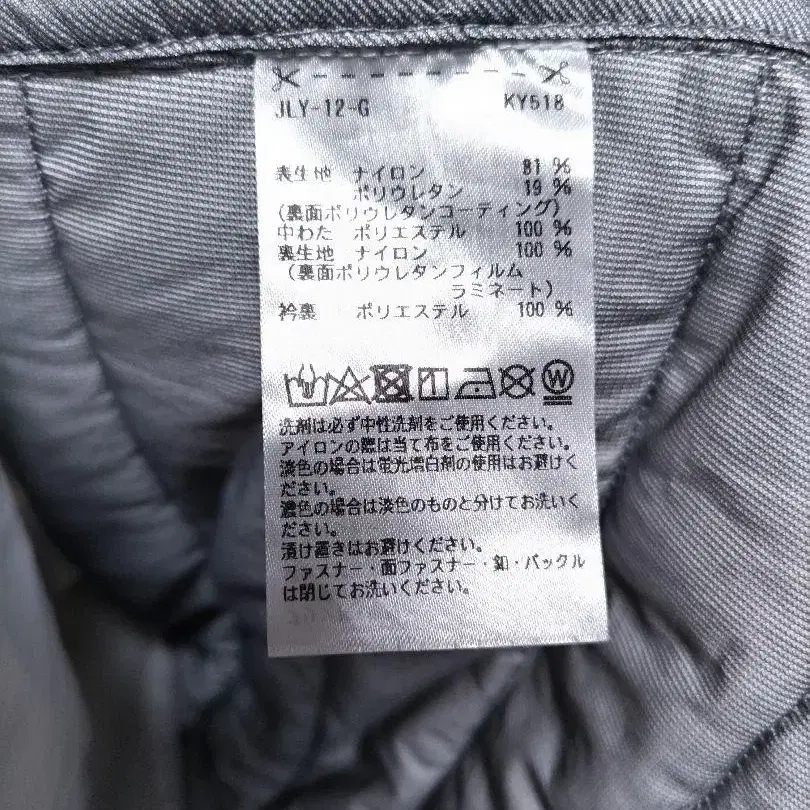 JLY-12-G KY518
表生地 ナイロン 81 %
ポリウレタン 19 %
(裏面ポリウレタンコーティング)
中わた ポリエステル 100 %
裏生地 ナイロン 100 %
(裏面ポリウレタンフィルム
ラミネート)
衿裏 ポリエステル 100 %
W
洗剤は必ず中性洗剤をご使用ください。
アイロンの際は当て布をご使用ください。
淡色の場合は蛍光増白剤の使用はお避けく
ださい。
濃色の場合は淡色のものと分けてお洗いく
ださい。
漬け置きはお避けください。
ファスナー・面ファスナー・釦・バックル
は閉じてお洗いください。